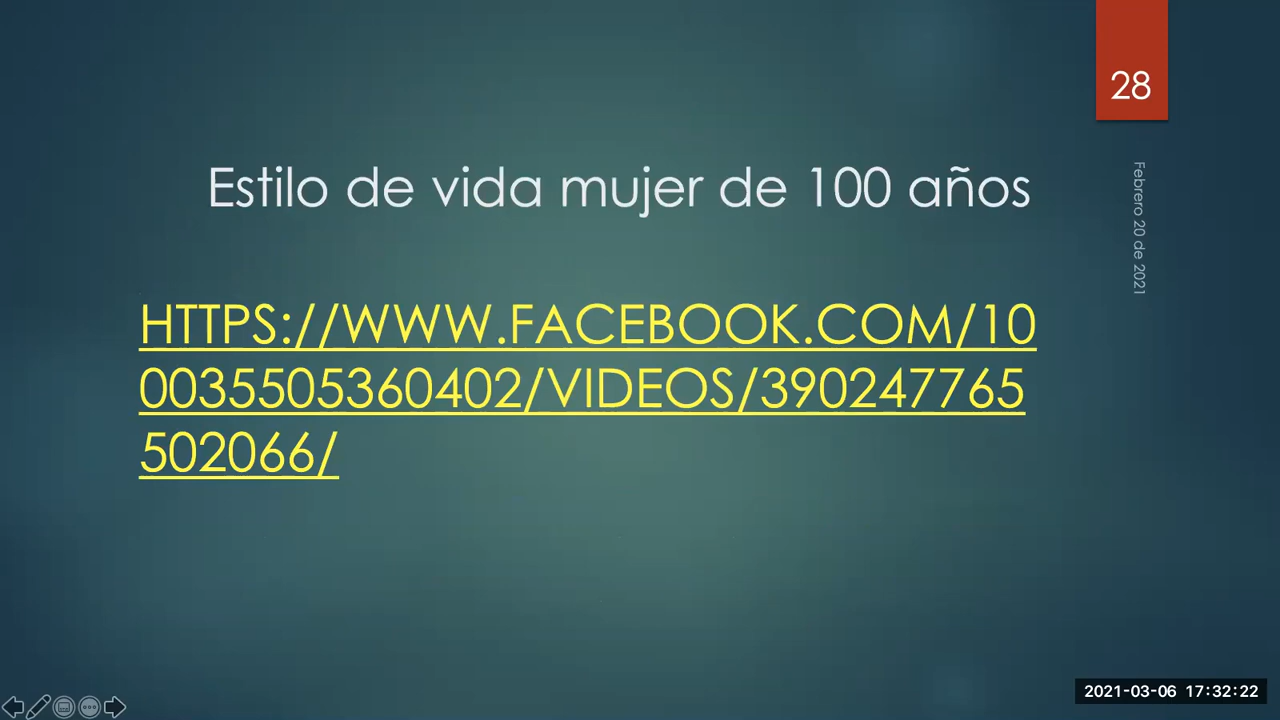 28
Febrero 20 de 2021
Estilo de vida mujer de 100 años
HTTPS://WWW.FACEBOOK.COM/10
0035505360402/VIDEOS/390247765
502066/
2021-03-06 17:32:22